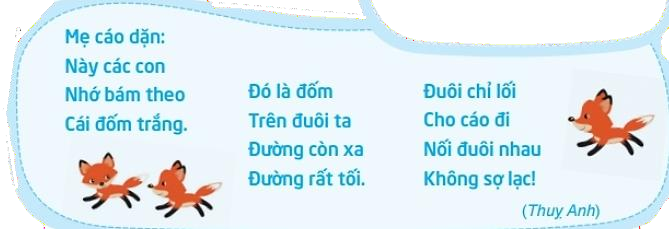 Mẹ cáo dặn:
Này các con
Nhớ bám theo
Cái đốm trắng.
Đó là đốm
Trên đuôi ta
Đường còn xa
Đường rất tối.
Đuôi chỉ lối
Cho cáo đi
Nối đuôi nhau
Không sợ lạc!
(Thuỵ Anh)